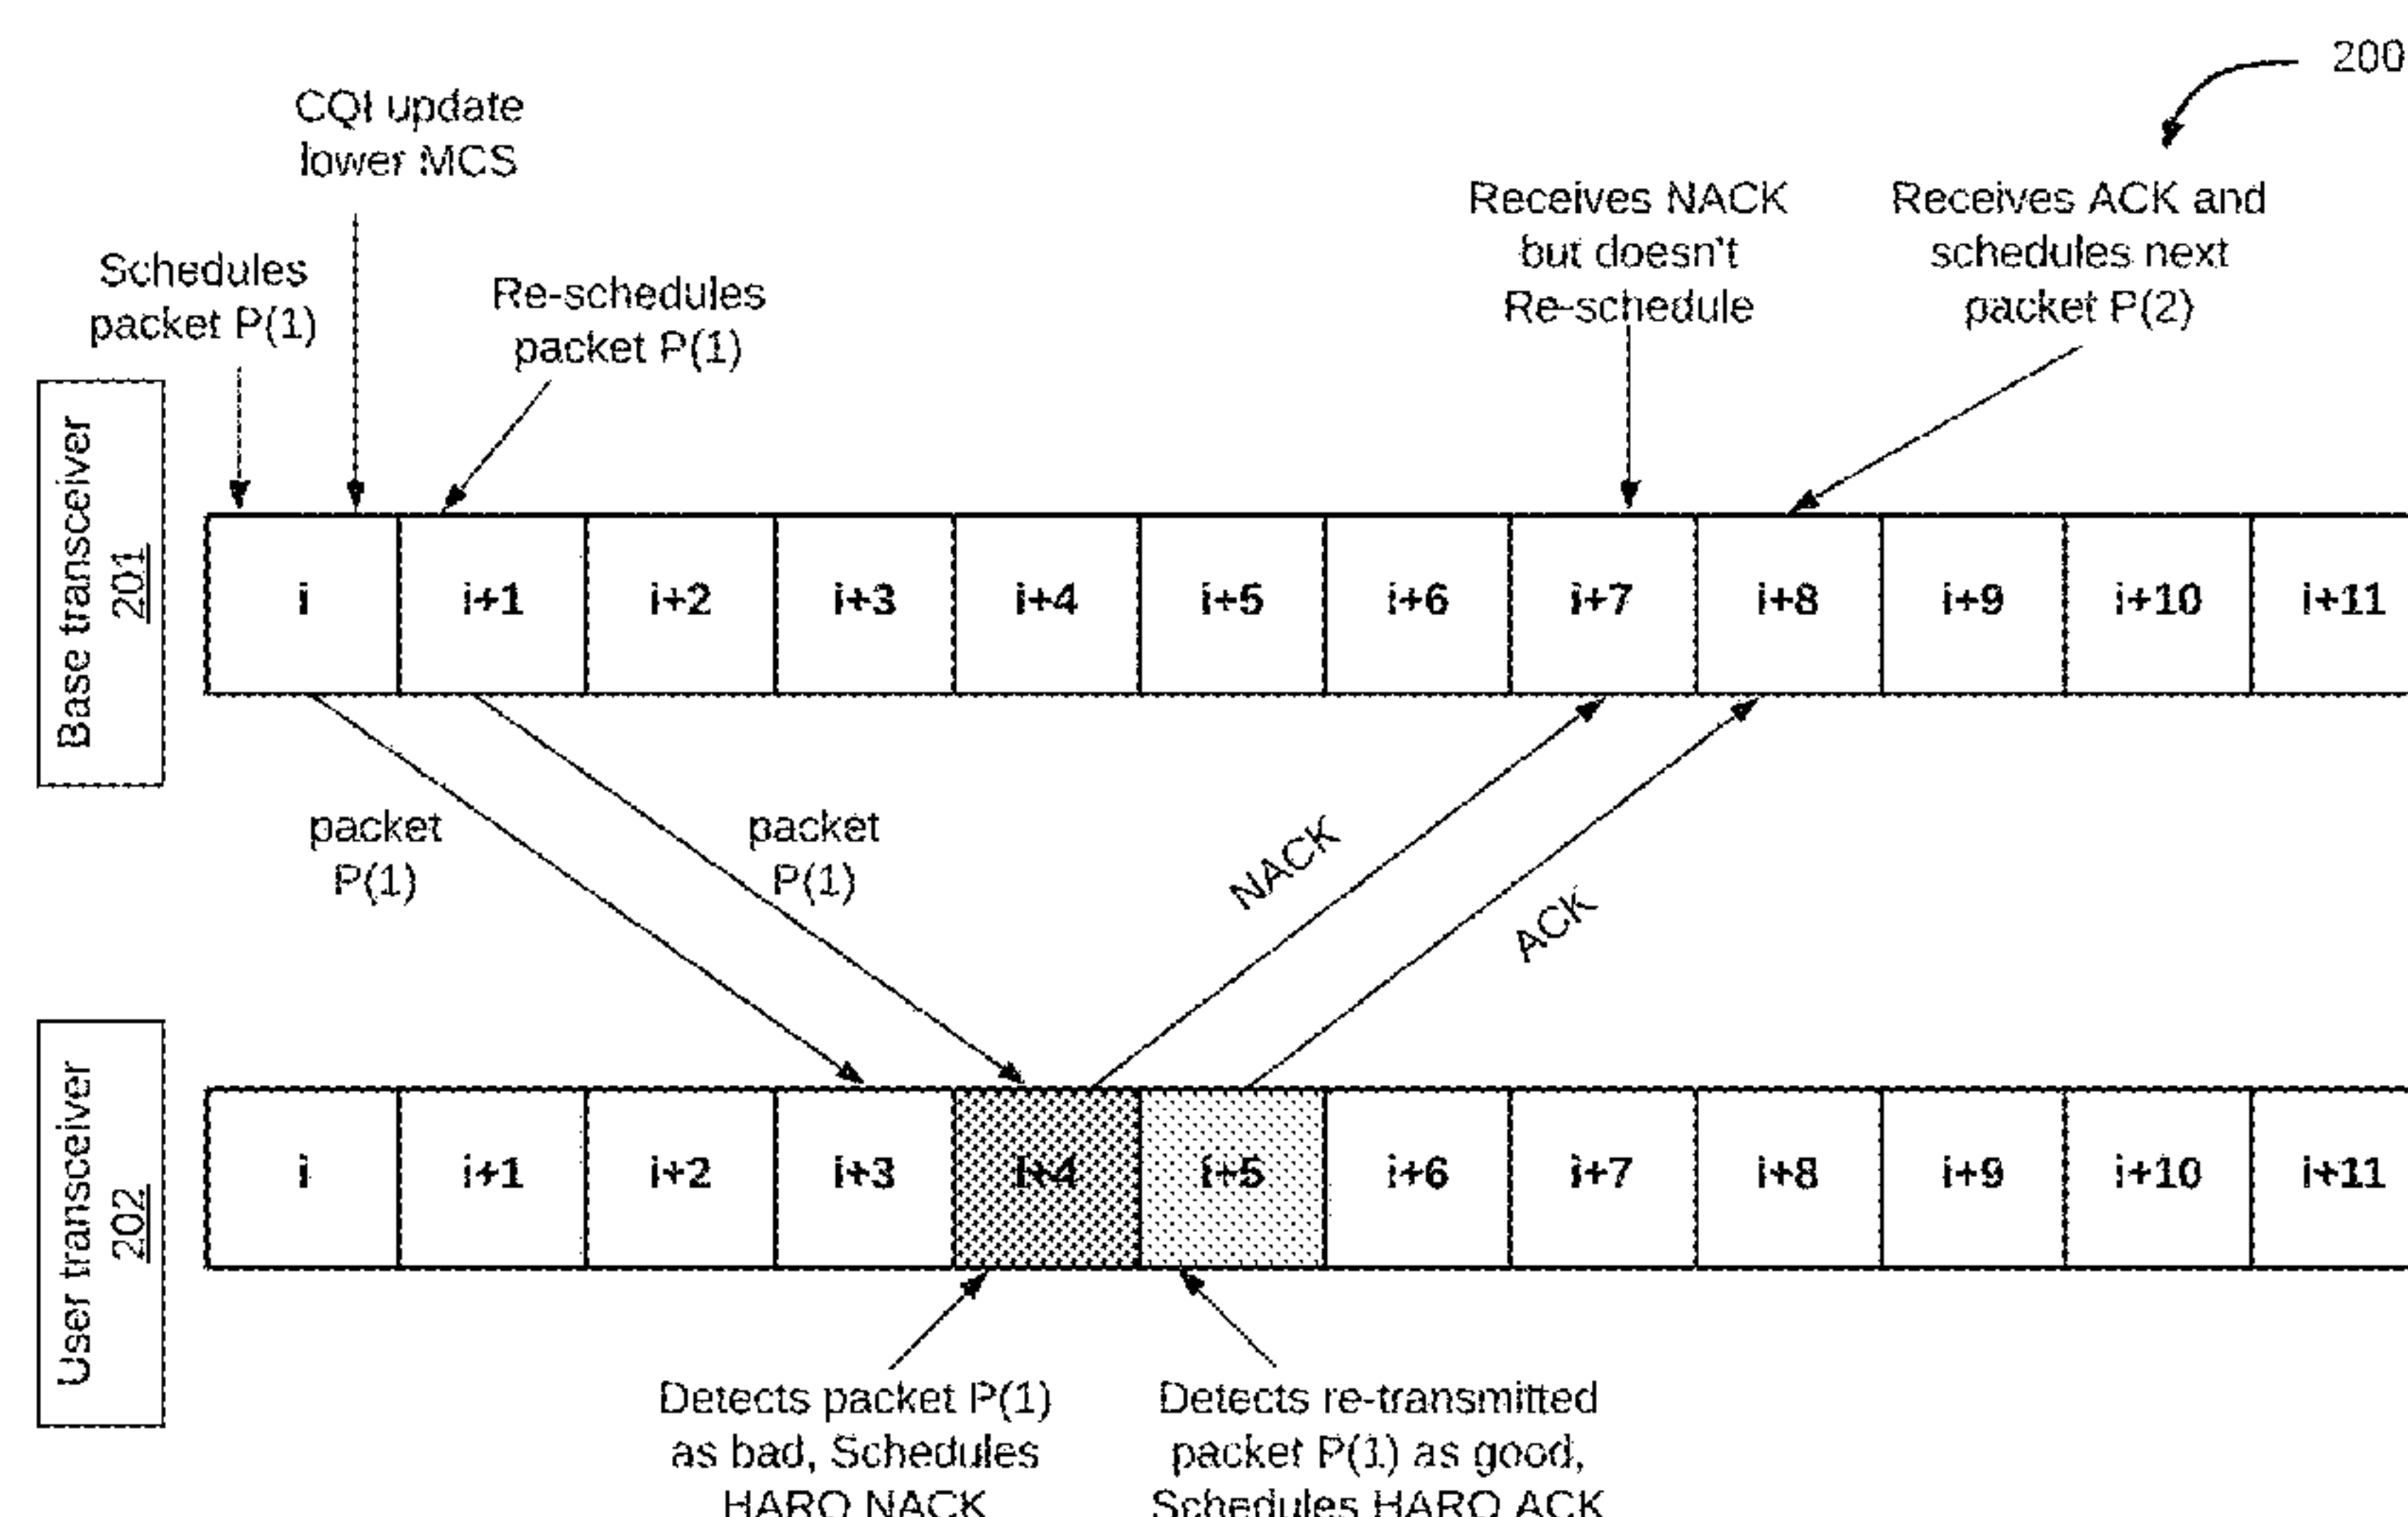 200
CQI update
lower MCS
Schedules
packet P(1)
Re-schedules
packet P(1)
Receives NACK
but doesn't
Re-schedule
Receives ACK and
schedules next
packet P(2)
Base transceiver
201
i i+1 i+2 i+3 i+4 i+5 i+6 i+7 i+8 i+9 i+10 i+11
packet
P(1)
packet
P(1)
NACK
ACK
User transceiver
202
i i+1 i+2 i+3 i+4 i+5 i+6 i+7 i+8 i+9 i+10 i+11
Detects packet P(1)
as bad, Schedules
HARQ NACK
Detects re-transmitted
packet P(1) as good,
Schedules HARQ ACK